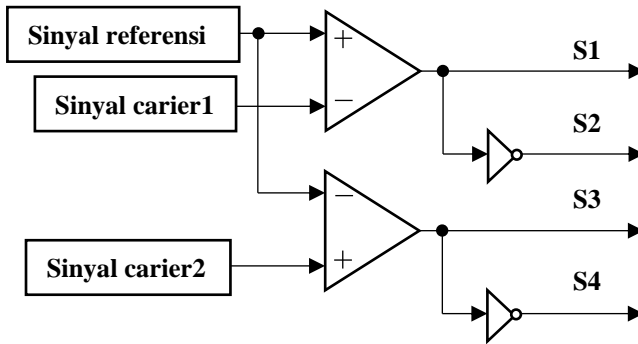 Sinyal referensi
Sinyal carier1
Sinyal carier2
+
−
−
+
S1
S2
S3
S4